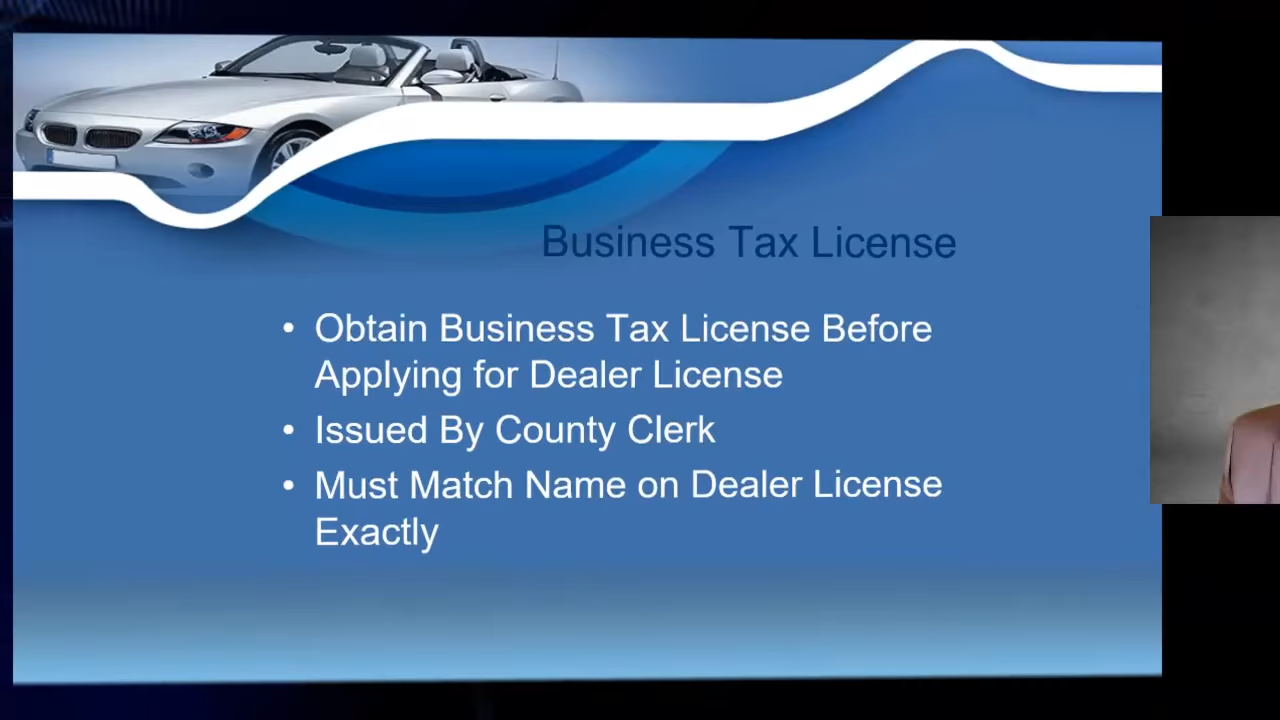 Business Tax License
• Obtain Business Tax License Before
Applying for Dealer License
• Issued By County Clerk
• Must Match Name on Dealer License
Exactly